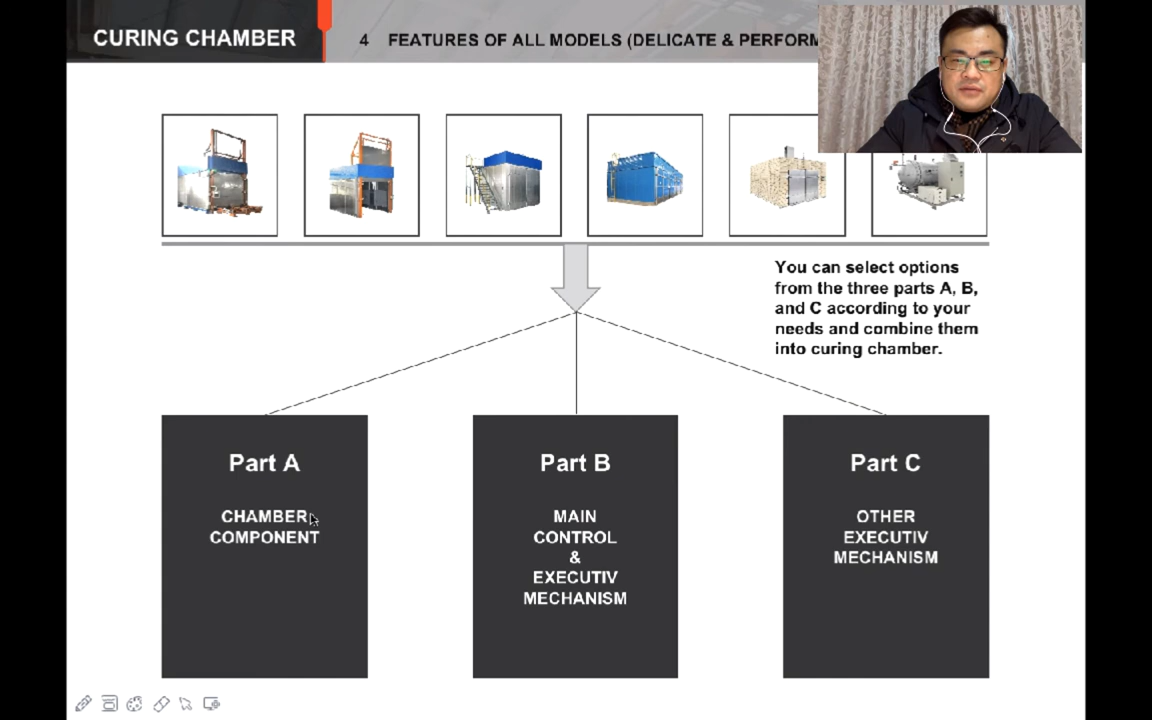 CURING CHAMBER
4 FEATURES OF ALL MODELS (DELICATE & PERFORM
You can select options
from the three parts A, B,
and C according to your
needs and combine them
into curing chamber.
Part A
CHAMBER
COMPONENT
Part B
MAIN
CONTROL
&
EXECUTIV
MECHANISM
Part C
OTHER
EXECUTIV
MECHANISM